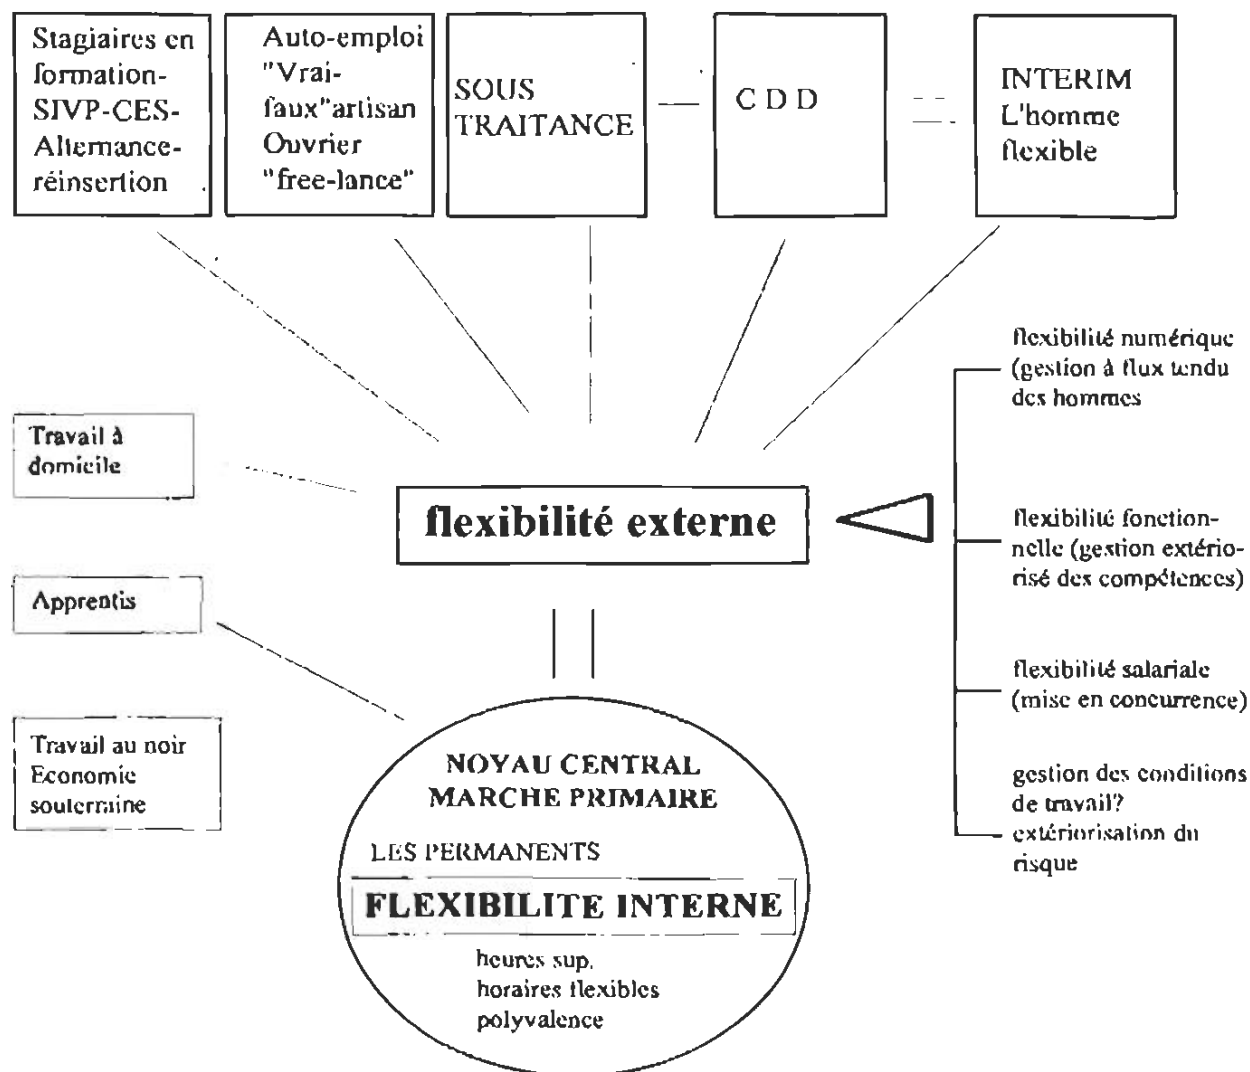 Stagiaires en
formation-
SIVP-CES-
Alternance-
réinsertion
Auto-emploi
"Vrai-
faux"artisan
Ouvrier
"free-lance"
SOUS
TRAITANCE
C D D
INTERIM
L'homme
flexible
flexibilité numérique
(gestion à flux tendu
des hommes
Travail à
domicile
flexibilité externe
flexibilité fonction-
nelle (gestion extério-
risé des compétences)
Apprentis
flexibilité salariale
(mise en concurrence)
Travail au noir
Economie
souterraine
NOYAU CENTRAL
MARCHE PRIMAIRE
LES PERMANENTS
FLEXIBILITE INTERNE
heures sup.
horaires flexibles
polyvalence
gestion des conditions
de travail?
extériorisation du
risque